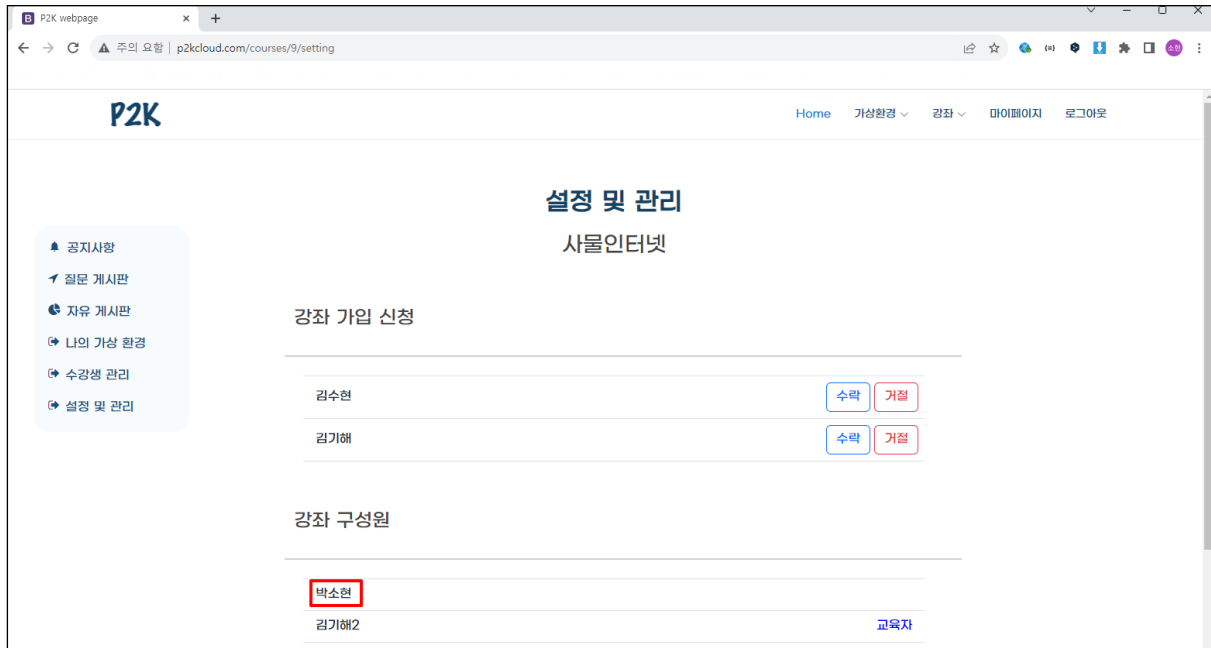 P2K webpage
주의 요함 | p2kcloud.com/courses/9/setting
소현
P2K
Home 가상환경 강좌 마이페이지 로그아웃
설정 및 관리
사물인터넷
공지사항
질문 게시판
자유 게시판
나의 가상 환경
수강생 관리
설정 및 관리
강좌 가입 신청
김수현 수락 거절
김기해 수락 거절
강좌 구성원
박소현
김기해2 교육자